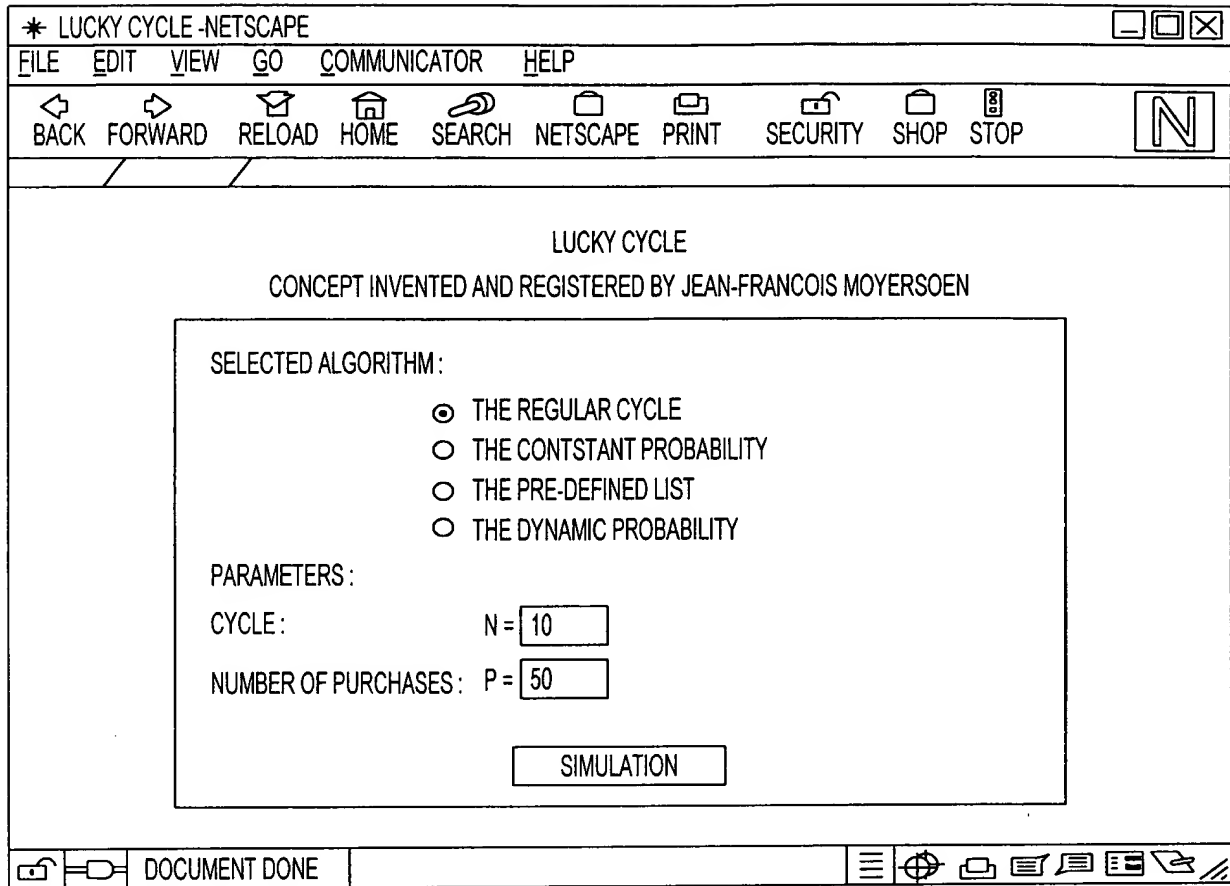 LUCKY CYCLE -NETSCAPE
FILE EDIT VIEW GO COMMUNICATOR HELP
BACK FORWARD RELOAD HOME SEARCH NETSCAPE PRINT SECURITY SHOP STOP
N
LUCKY CYCLE
CONCEPT INVENTED AND REGISTERED BY JEAN-FRANCOIS MOYERSOEN
SELECTED ALGORITHM :
THE REGULAR CYCLE
THE CONTSTANT PROBABILITY
THE PRE-DEFINED LIST
THE DYNAMIC PROBABILITY
PARAMETERS :
CYCLE : N = 10
NUMBER OF PURCHASES : P = 50
SIMULATION
DOCUMENT DONE